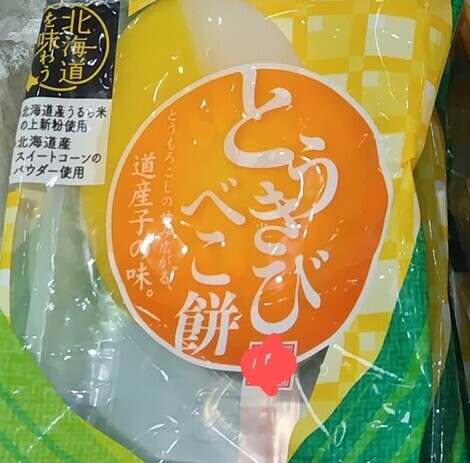 北海道
を味わう
北海道産うるち米
の上新粉使用
北海道産
スイートコーンの
パウダー使用
とうきび
べこ餅
とうもろこしの甘み広がる、
道産子の味。